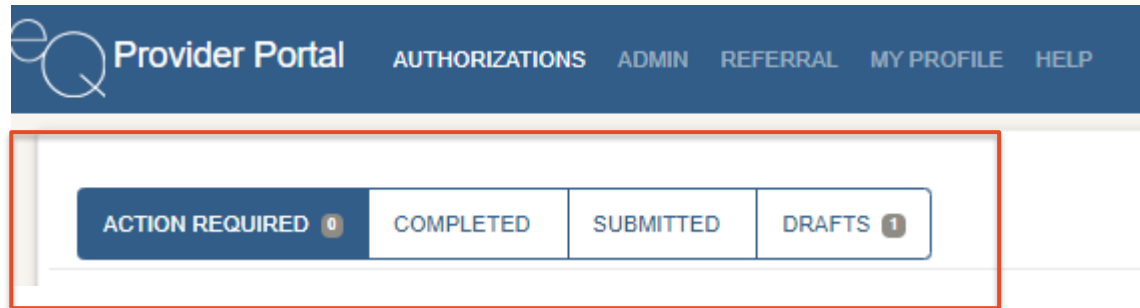 eQ Provider Portal AUTHORIZATIONS ADMIN REFERRAL MY PROFILE HELP
ACTION REQUIRED 0 COMPLETED SUBMITTED DRAFTS 1